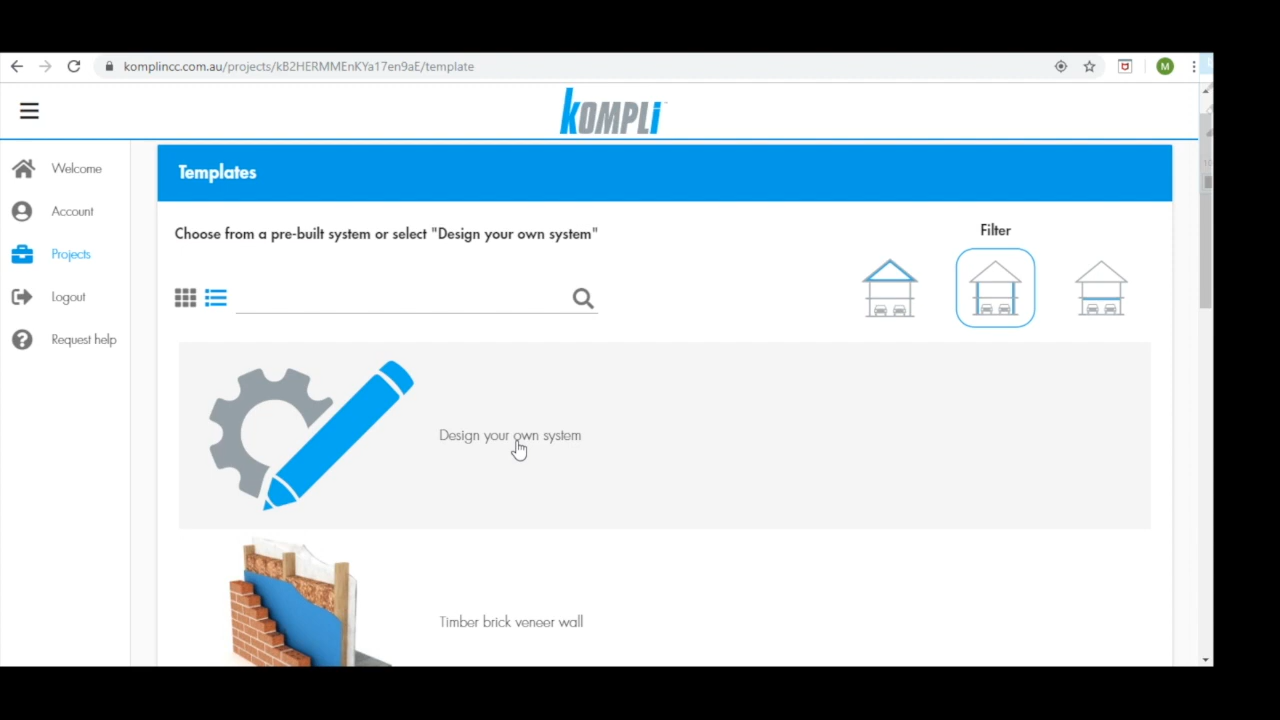 komplincc.com.au/projects/kB2HERMMEnKYa17en9aE/template
M
kOMPLi
Welcome
Account
Projects
Logout
Request help
Templates
Choose from a pre-built system or select "Design your own system"
Filter
Design your own system
Timber brick veneer wall